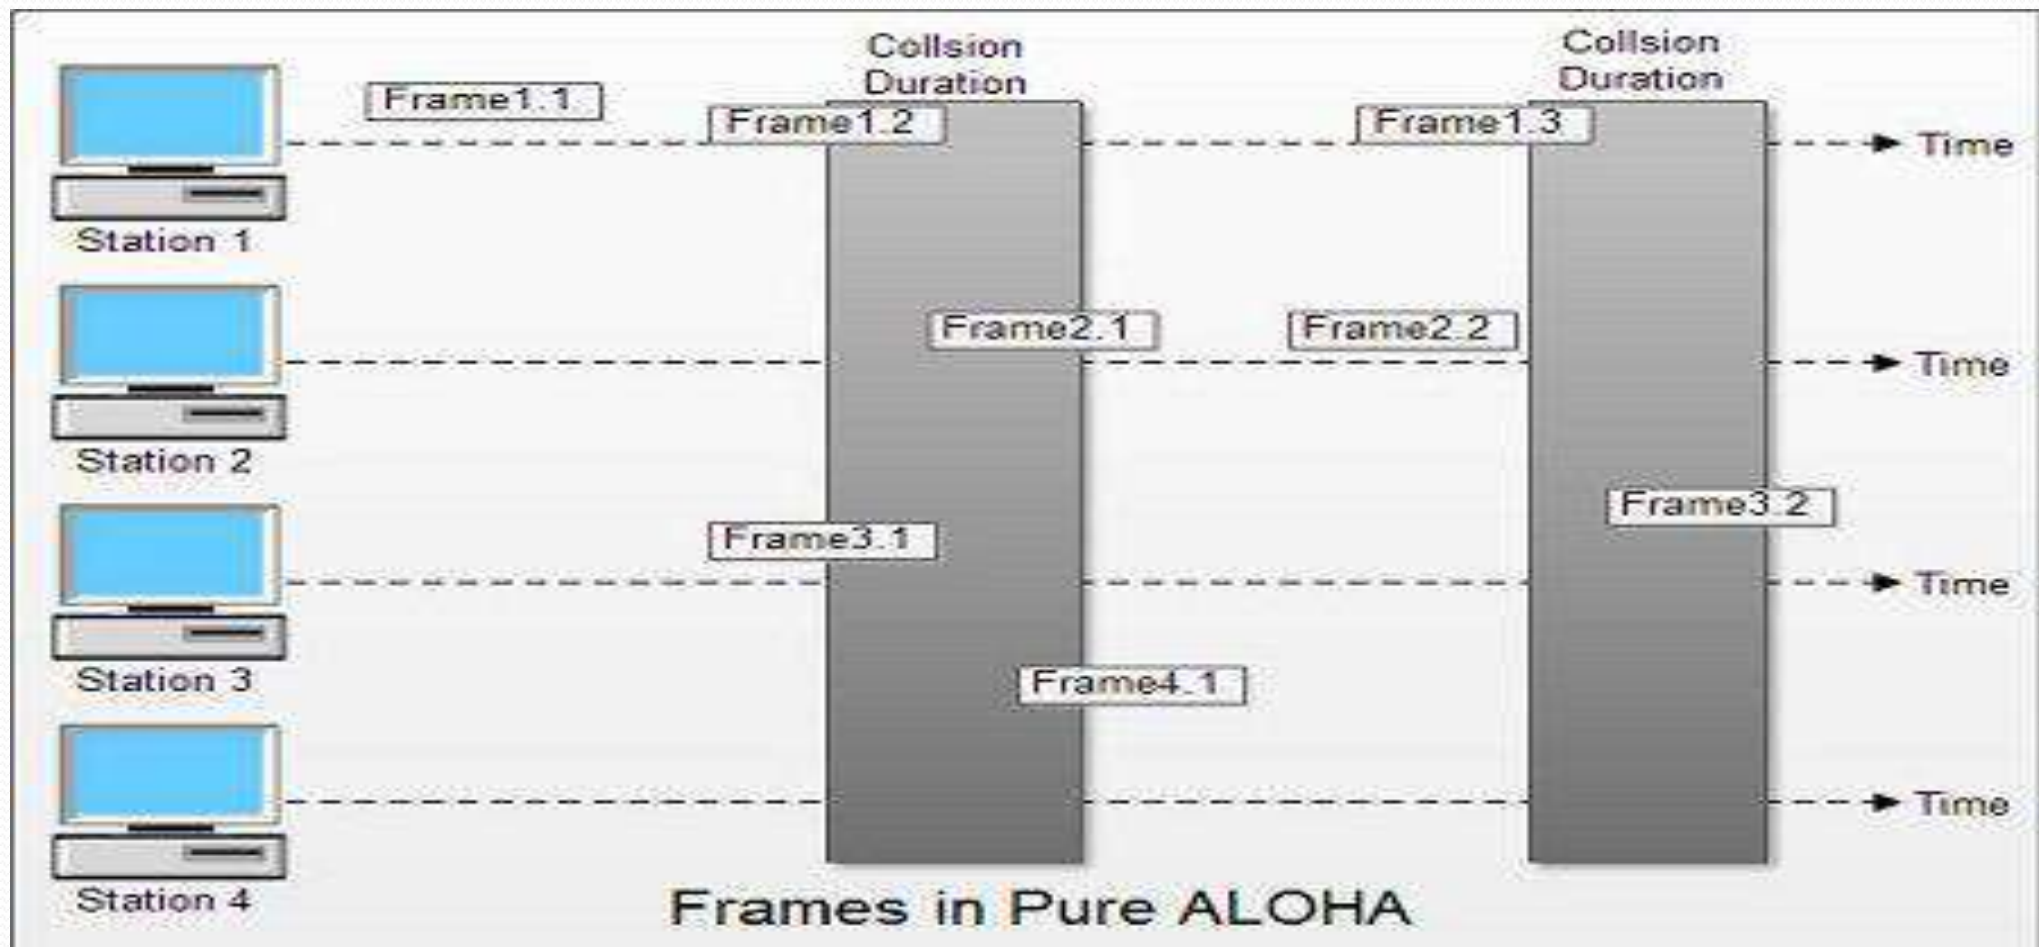 Collsion
Duration
Collsion
Duration
Frame1.1
Frame1.2
Frame1.3
Time
Station 1
Frame2.1
Frame2.2
Time
Station 2
Frame3.2
Frame3.1
Time
Station 3
Frame4.1
Time
Station 4
Frames in Pure ALOHA